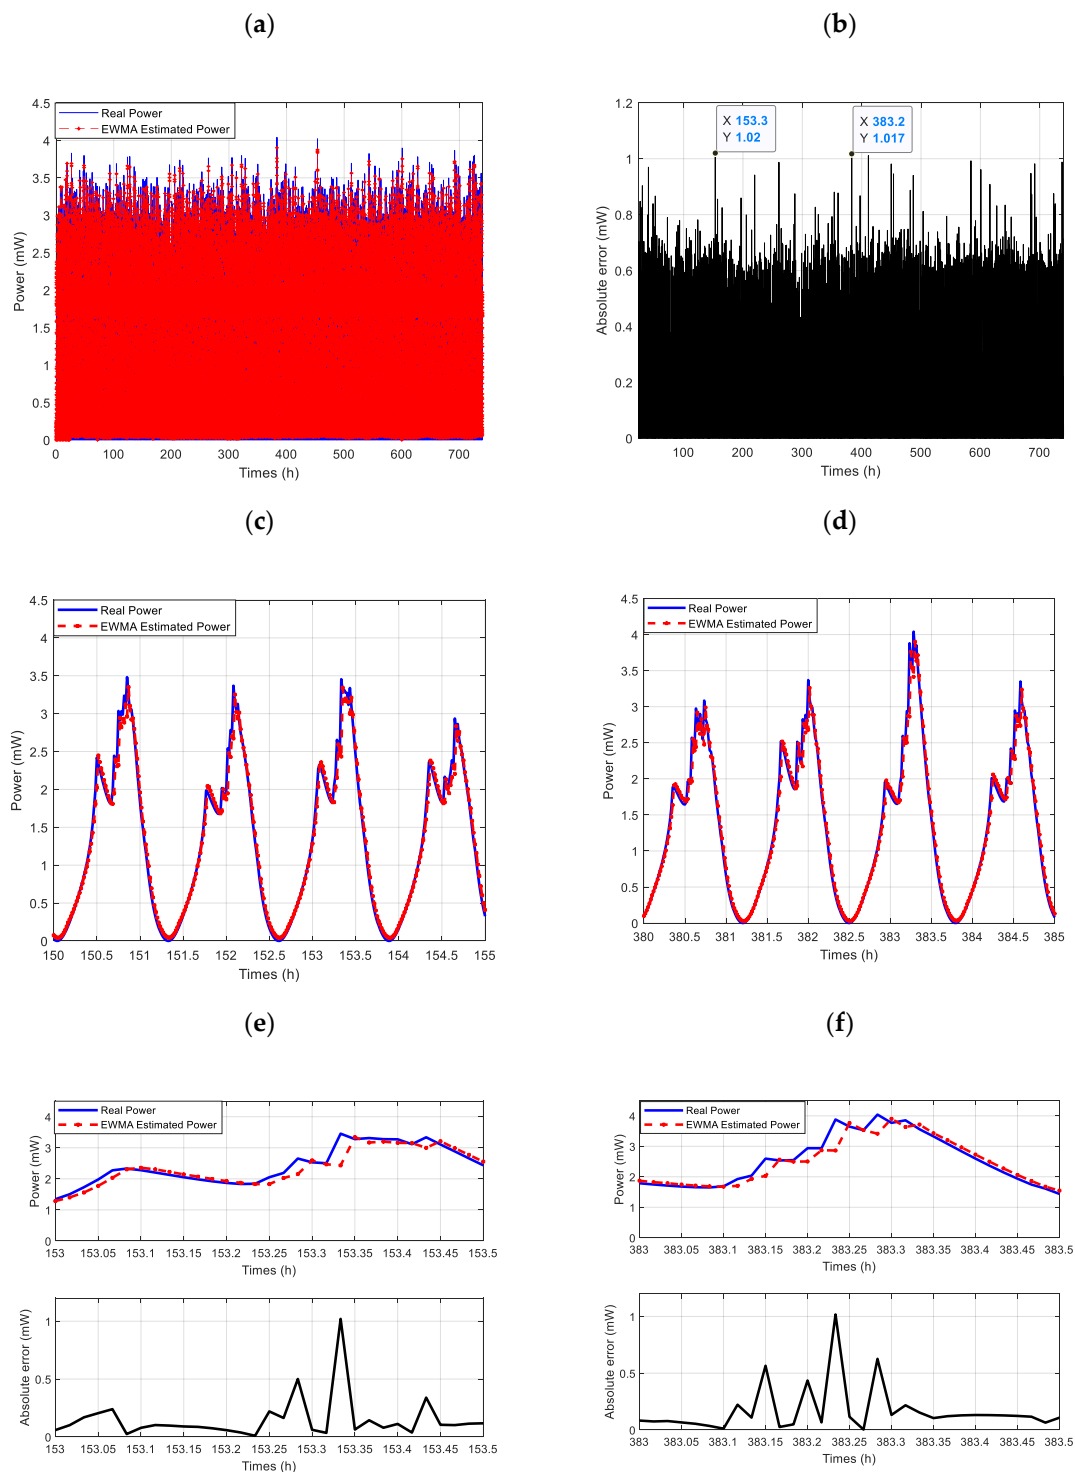 (a)
4.5
4
3.5
3
2.5
2
1.5
1
0.5
0
Power (mW)
Real Power
EWMA Estimated Power
0 100 200 300 400 500 600 700
Times (h)
(b)
1.2
1
0.8
0.6
0.4
0.2
0
Absolute error (mW)
X 153.3
Y 1.02
X 383.2
Y 1.017
100 200 300 400 500 600 700
Times (h)
(c)
4.5
4
3.5
3
2.5
2
1.5
1
0.5
0
Power (mW)
Real Power
EWMA Estimated Power
150 150.5 151 151.5 152 152.5 153 153.5 154 154.5 155
Times (h)
(d)
4.5
4
3.5
3
2.5
2
1.5
1
0.5
0
Power (mW)
Real Power
EWMA Estimated Power
380 380.5 381 381.5 382 382.5 383 383.5 384 384.5 385
Times (h)
(e)
4
3
2
1
0
Power (mW)
Real Power
EWMA Estimated Power
153 153.05 153.1 153.15 153.2 153.25 153.3 153.35 153.4 153.45 153.5
Times (h)
1
0.5
0
Absolute error (mW)
153 153.05 153.1 153.15 153.2 153.25 153.3 153.35 153.4 153.45 153.5
Times (h)
(f)
4
3
2
1
0
Power (mW)
Real Power
EWMA Estimated Power
383 383.05 383.1 383.15 383.2 383.25 383.3 383.35 383.4 383.45 383.5
Times (h)
1
0.5
0
Absolute error (mW)
383 383.05 383.1 383.15 383.2 383.25 383.3 383.35 383.4 383.45 383.5
Times (h)